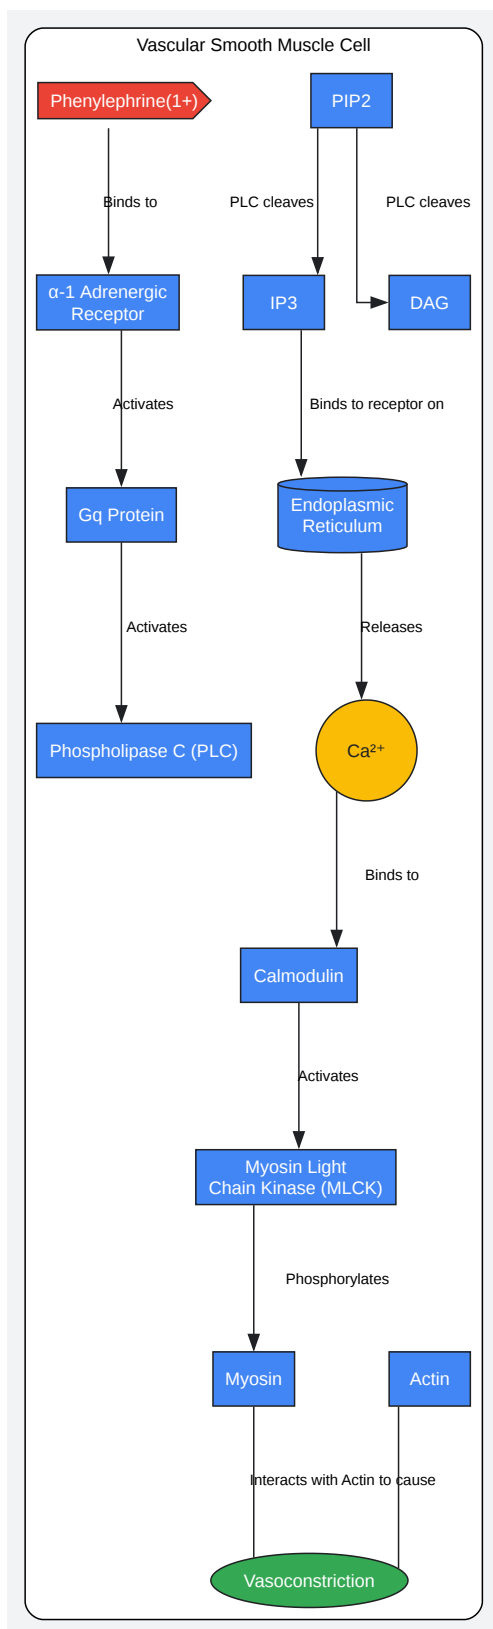 Vascular Smooth Muscle Cell
Phenylephrine(1+)
PIP2
Binds to
PLC cleaves
PLC cleaves
α-1 Adrenergic
Receptor
IP3
DAG
Activates
Binds to receptor on
Gq Protein
Endoplasmic
Reticulum
Activates
Releases
Phospholipase C (PLC)
Ca²⁺
Binds to
Calmodulin
Activates
Myosin Light
Chain Kinase (MLCK)
Phosphorylates
Myosin
Actin
Interacts with Actin to cause
Vasoconstriction